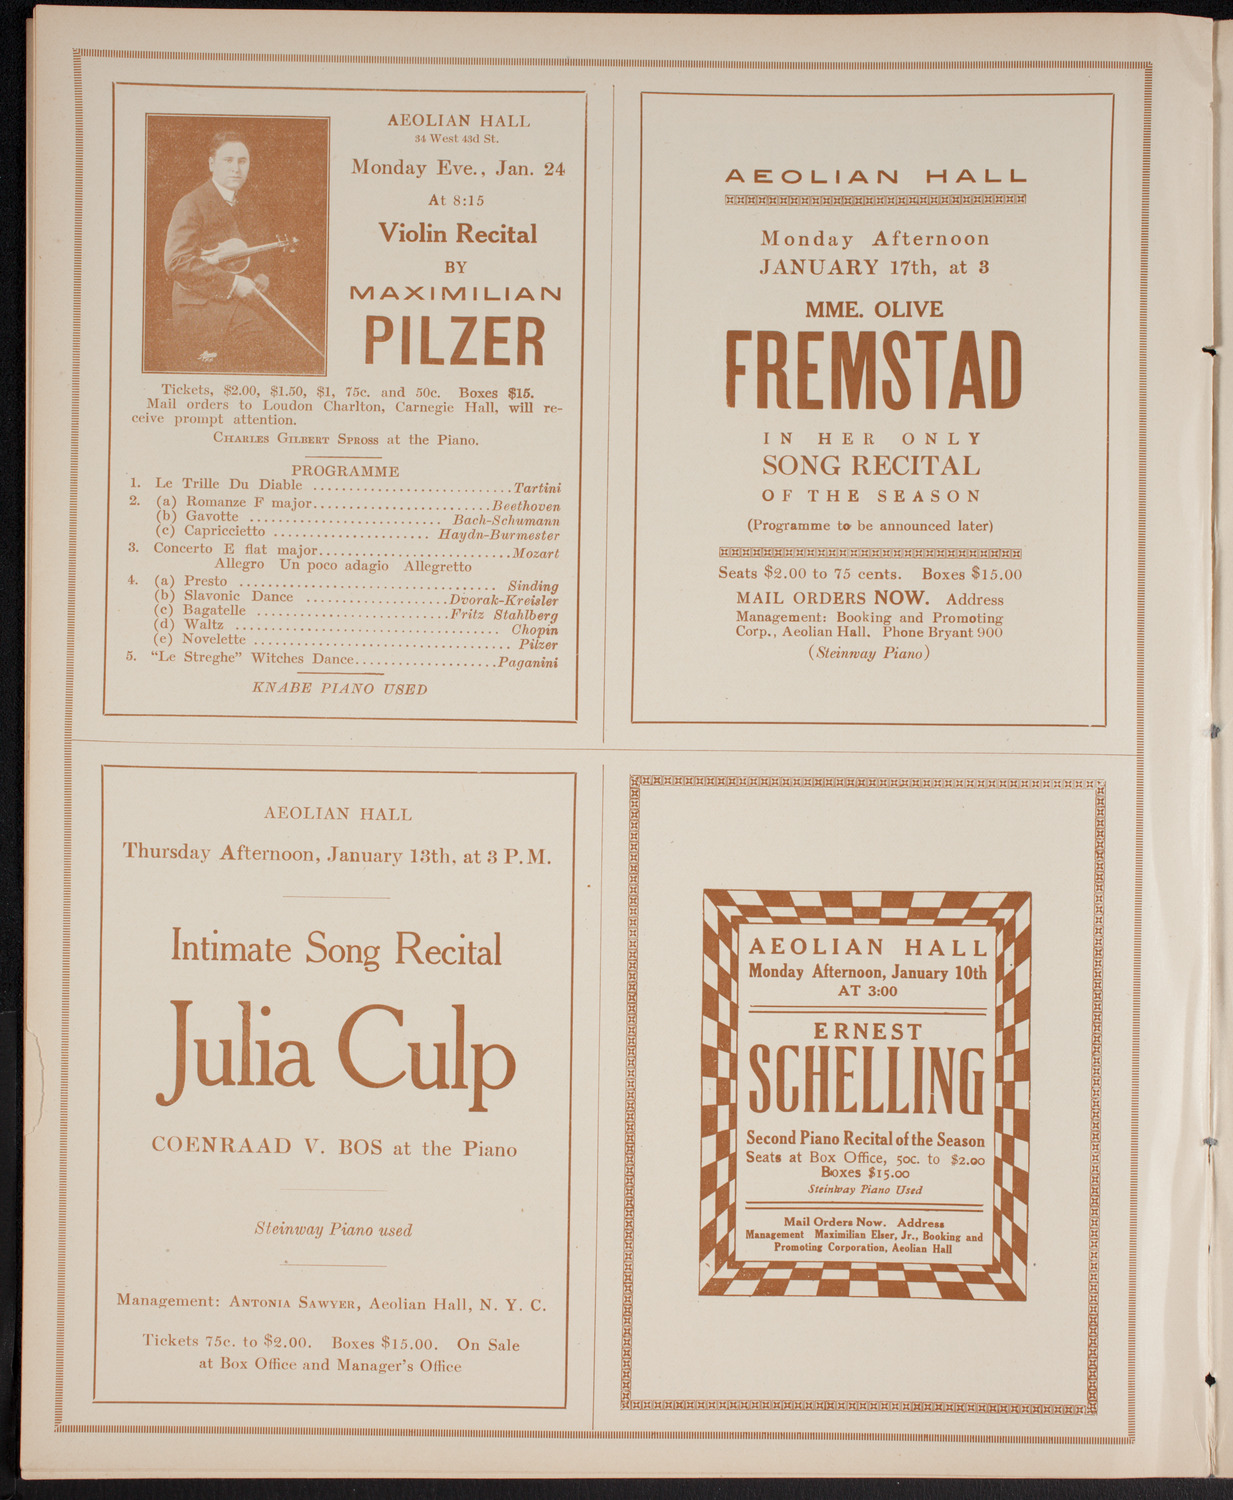 AEOLIAN HALL
34 West 43d St.
Monday Eve., Jan. 24
At 8:15
Violin Recital
BY
MAXIMILIAN
PILZER
Tickets, $2.00, $1.50, $1, 75c. and 50c. Boxes $15.
Mail orders to Loudon Charlton, Carnegie Hall, will re-
ceive prompt attention.
CHARLES GILBERT SPROSS at the Piano.
PROGRAMME
1. Le Trille Du Diable ............................Tartini
2. (a) Romanze F major.........................Beethoven
(b) Gavotte ........................... Bach-Schumann
(c) Capriccietto ...................... Haydn-Burmester
3. Concerto E flat major...........................Mozart
Allegro Un poco adagio Allegretto
4. (a) Presto .................................... Sinding
(b) Slavonic Dance ....................Dvorak-Kreisler
(c) Bagatelle ...........................Fritz Stahlberg
(d) Waltz ..................................... Chopin
(e) Novelette .................................... Pilzer
5. “Le Streghe” Witches Dance....................Paganini
KNABE PIANO USED
AEOLIAN HALL
Monday Afternoon
JANUARY 17th, at 3
MME. OLIVE
FREMSTAD
IN HER ONLY
SONG RECITAL
OF THE SEASON
(Programme to be announced later)
Seats $2.00 to 75 cents. Boxes $15.00
MAIL ORDERS NOW. Address
Management: Booking and Promoting
Corp., Aeolian Hall. Phone Bryant 900
(Steinway Piano)
AEOLIAN HALL
Thursday Afternoon, January 13th, at 3 P.M.
Intimate Song Recital
Julia Culp
COENRAAD V. BOS at the Piano
Steinway Piano used
Management: ANTONIA SAWYER, Aeolian Hall, N. Y. C.
Tickets 75c. to $2.00. Boxes $15.00. On Sale
at Box Office and Manager's Office
AEOLIAN HALL
Monday Afternoon, January 10th
AT 3:00
ERNEST
SCHELLING
Second Piano Recital of the Season
Seats at Box Office, 50c. to $2.00
Boxes $15.00
Steinway Piano Used
Mail Orders Now. Address
Management Maximilian Elser, Jr., Booking and
Promoting Corporation, Aeolian Hall